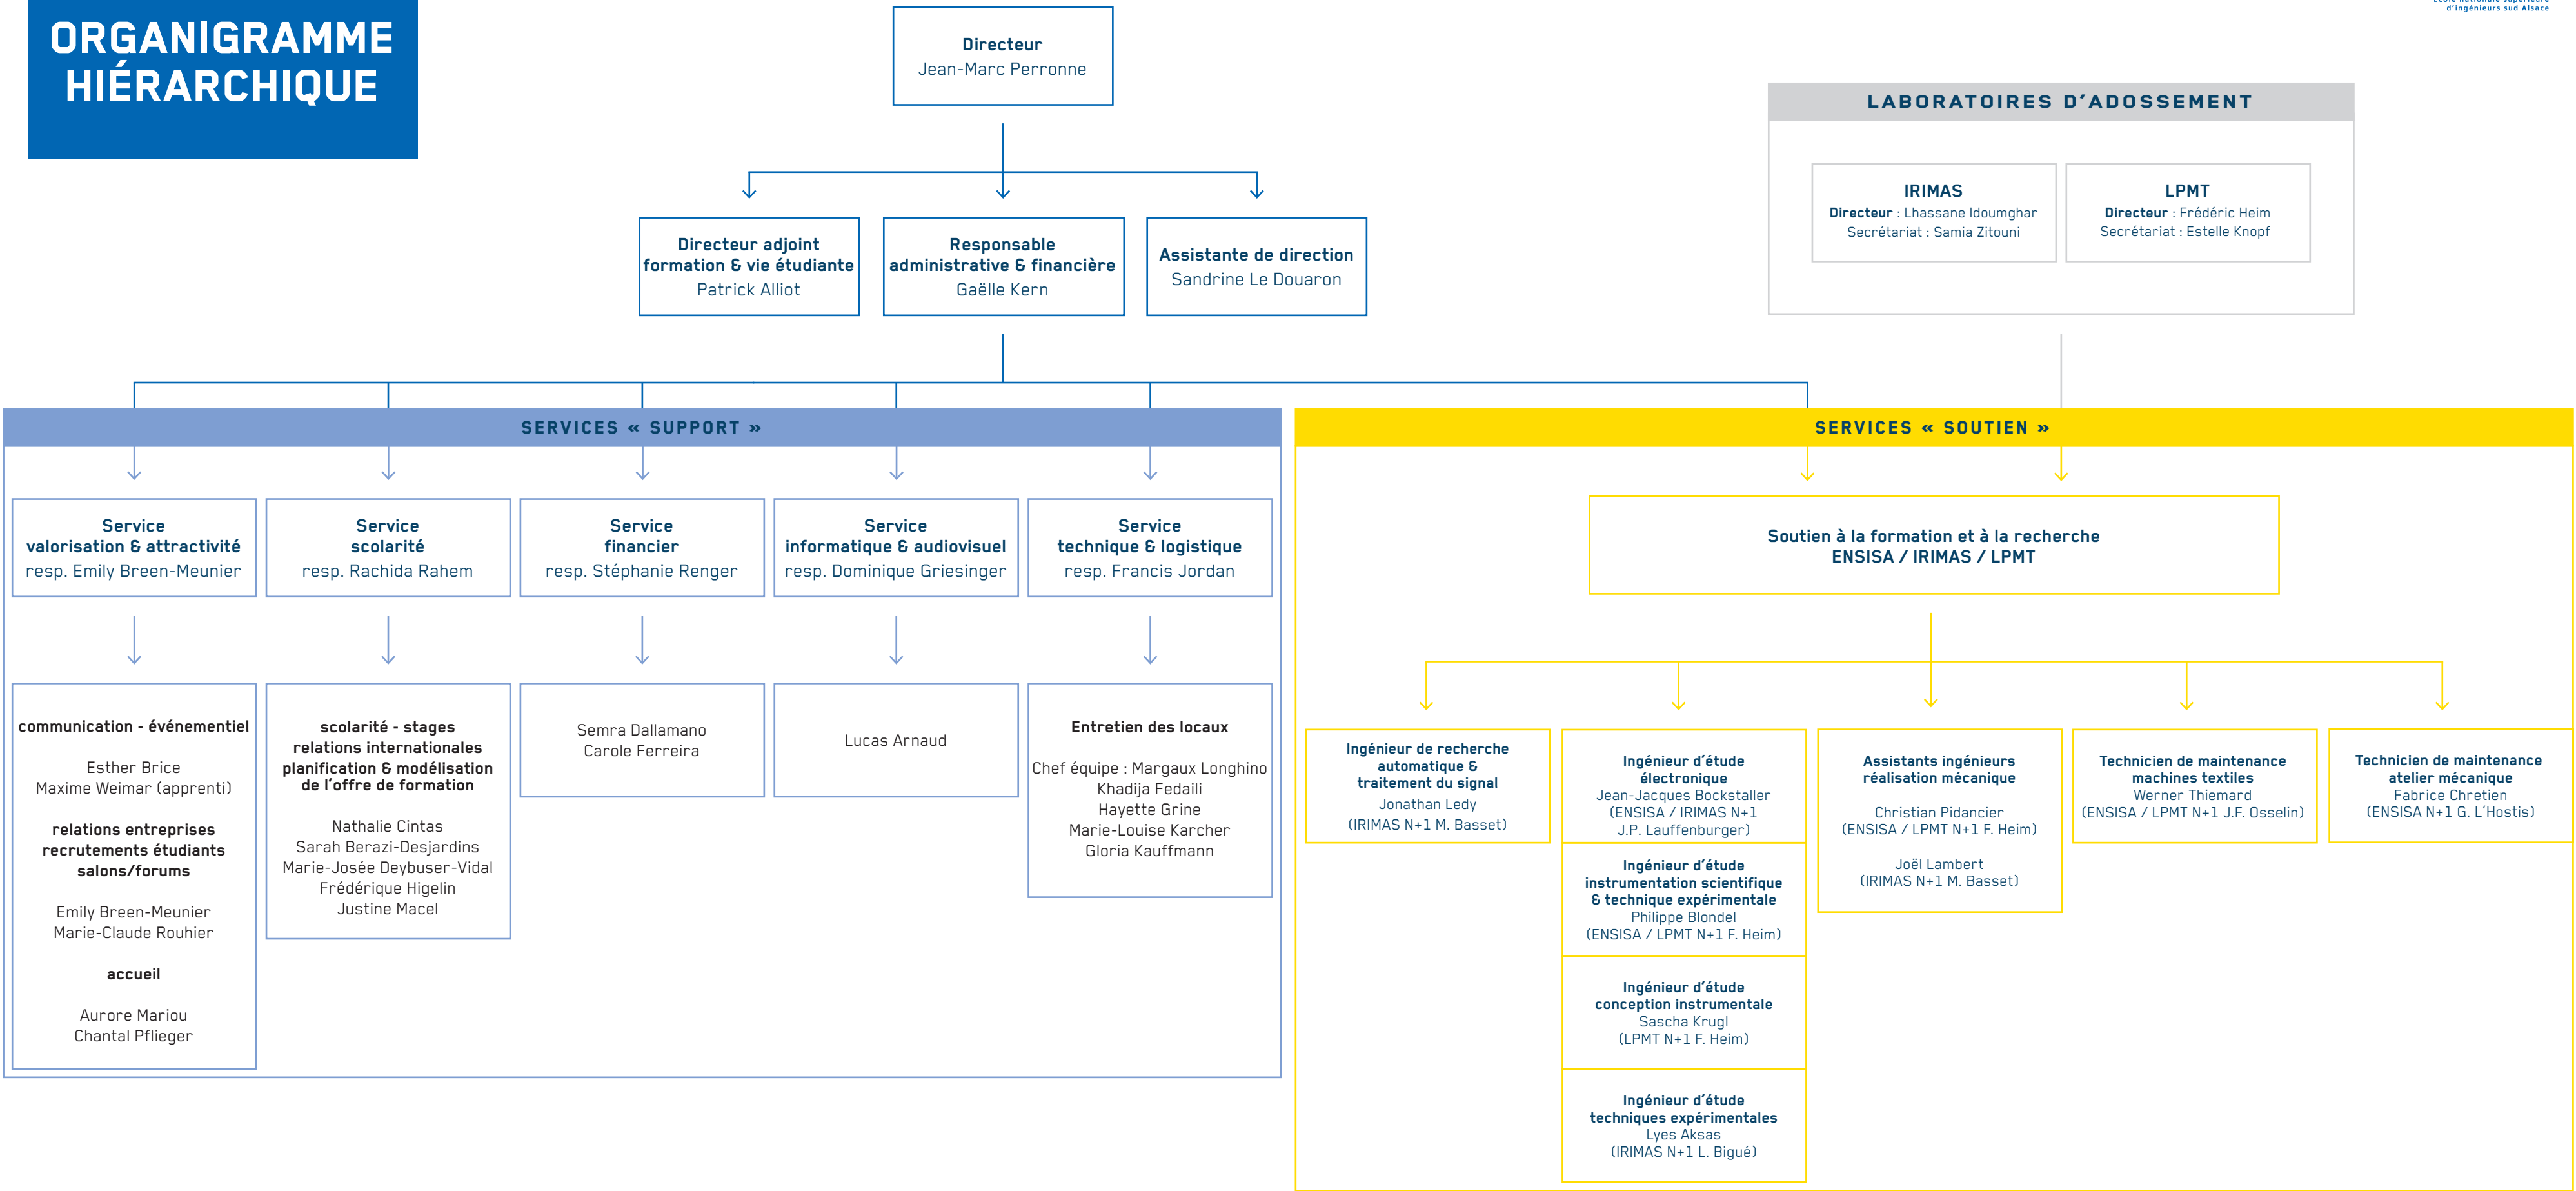 ORGANIGRAMME
HIÉRARCHIQUE
d'ingénieurs sud Alsace
Directeur
Jean-Marc Perronne
LABORATOIRES D'ADOSSEMENT
IRIMAS
Directeur : Lhassane Idoumghar
Secrétariat : Samia Zitouni
LPMT
Directeur : Frédéric Heim
Secrétariat : Estelle Knopf
Directeur adjoint
formation & vie étudiante
Patrick Alliot
Responsable
administrative & financière
Gaëlle Kern
Assistante de direction
Sandrine Le Douaron
SERVICES « SUPPORT »
Service
valorisation & attractivité
resp. Emily Breen-Meunier
Service
scolarité
resp. Rachida Rahem
Service
financier
resp. Stéphanie Renger
Service
informatique & audiovisuel
resp. Dominique Griesinger
Service
technique & logistique
resp. Francis Jordan
communication - événementiel
Esther Brice
Maxime Weimar (apprenti)
relations entreprises
recrutements étudiants
salons/forums
Emily Breen-Meunier
Marie-Claude Rouhier
accueil
Aurore Mariou
Chantal Pflieger
scolarité - stages
relations internationales
planification & modélisation
de l'offre de formation
Nathalie Cintas
Sarah Berazi-Desjardins
Marie-Josée Deybuser-Vidal
Frédérique Higelin
Justine Macel
Semra Dallamano
Carole Ferreira
Lucas Arnaud
Entretien des locaux
Chef équipe : Margaux Longhino
Khadija Fedaili
Hayette Grine
Marie-Louise Karcher
Gloria Kauffmann
SERVICES « SOUTIEN »
Soutien à la formation et à la recherche
ENSISA / IRIMAS / LPMT
Ingénieur de recherche
automatique &
traitement du signal
Jonathan Ledy
(IRIMAS N+1 M. Basset)
Ingénieur d'étude
électronique
Jean-Jacques Bockstaller
(ENSISA / IRIMAS N+1
J.P. Lauffenburger)
Ingénieur d'étude
instrumentation scientifique
& technique expérimentale
Philippe Blondel
(ENSISA / LPMT N+1 F. Heim)
Ingénieur d'étude
conception instrumentale
Sascha Krugl
(LPMT N+1 F. Heim)
Ingénieur d'étude
techniques expérimentales
Lyes Aksas
(IRIMAS N+1 L. Bigué)
Assistants ingénieurs
réalisation mécanique
Christian Pidancier
(ENSISA / LPMT N+1 F. Heim)
Joël Lambert
(IRIMAS N+1 M. Basset)
Technicien de maintenance
machines textiles
Werner Thiemard
(ENSISA / LPMT N+1 J.F. Osselin)
Technicien de maintenance
atelier mécanique
Fabrice Chretien
(ENSISA N+1 G. L'Hostis)